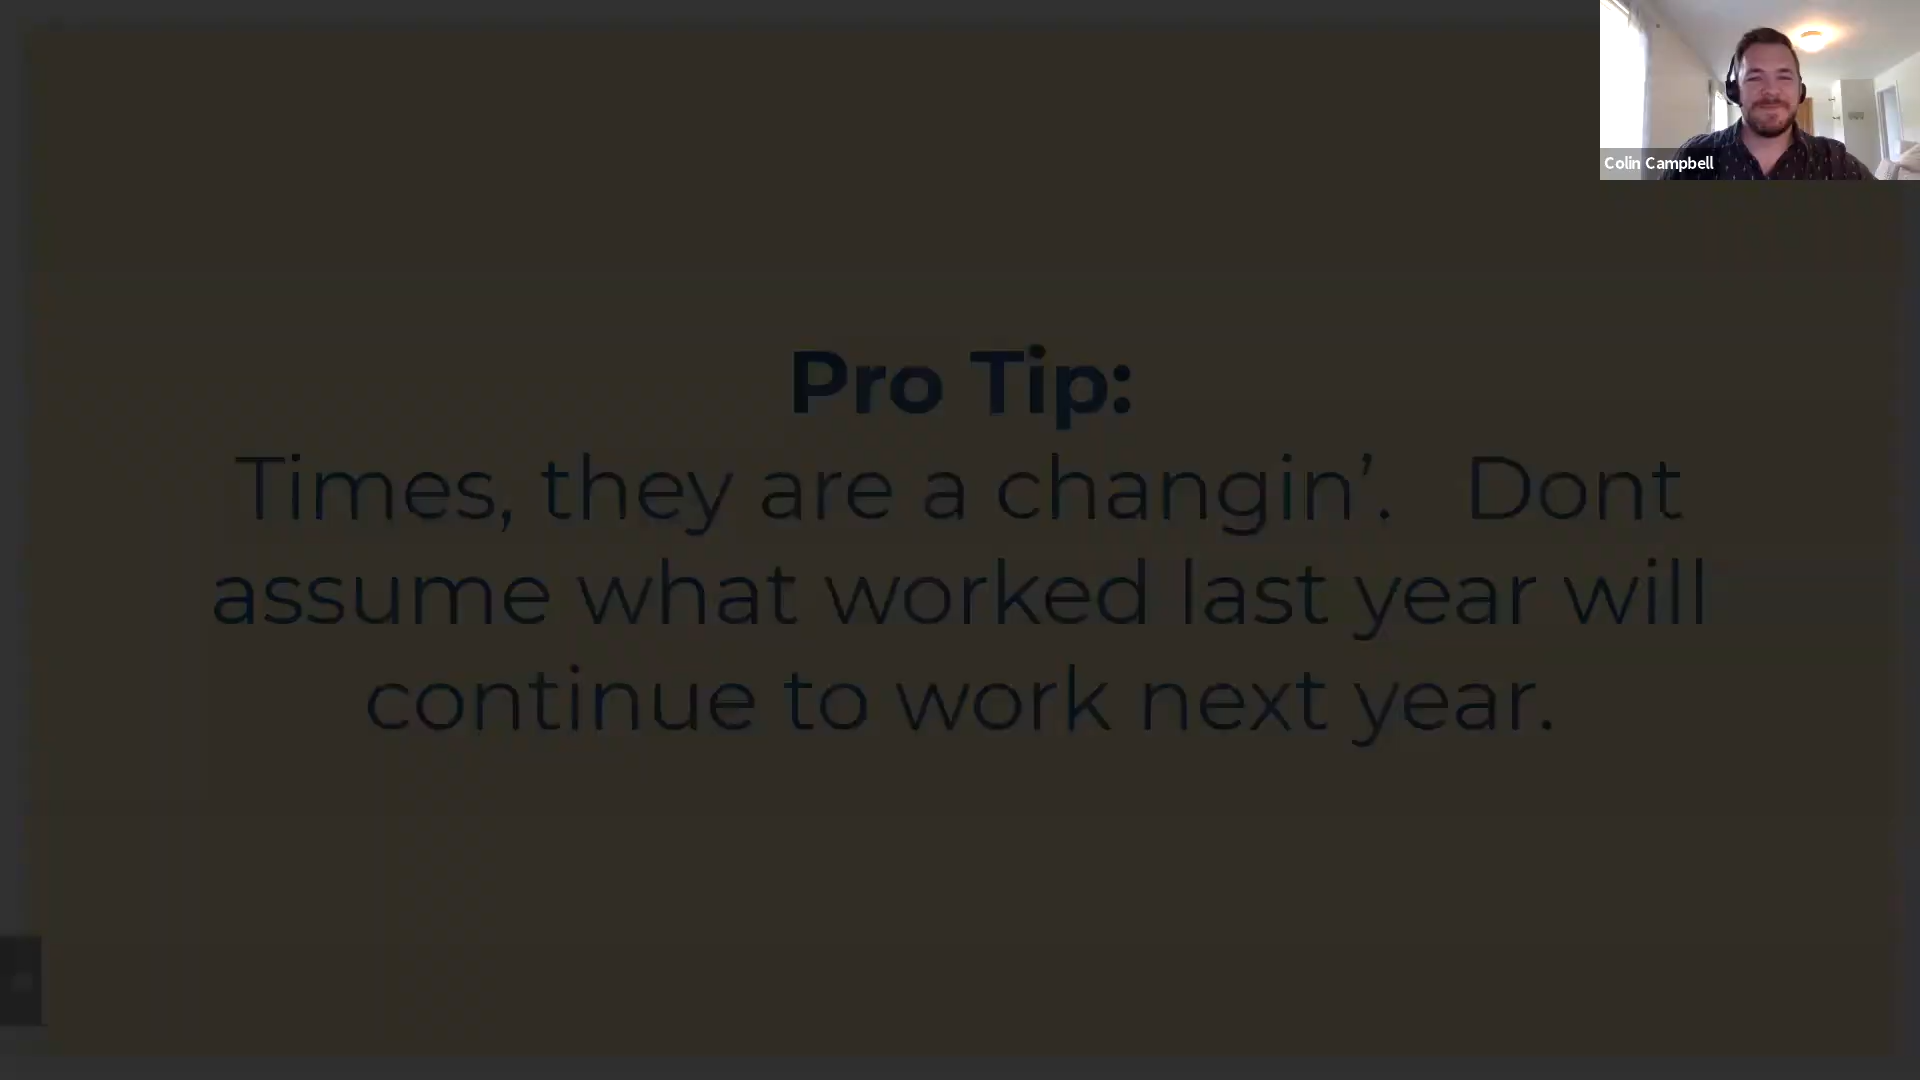 Colin Campbell
Pro Tip:
Times, they are a changin’. Dont
assume what worked last year will
continue to work next year.